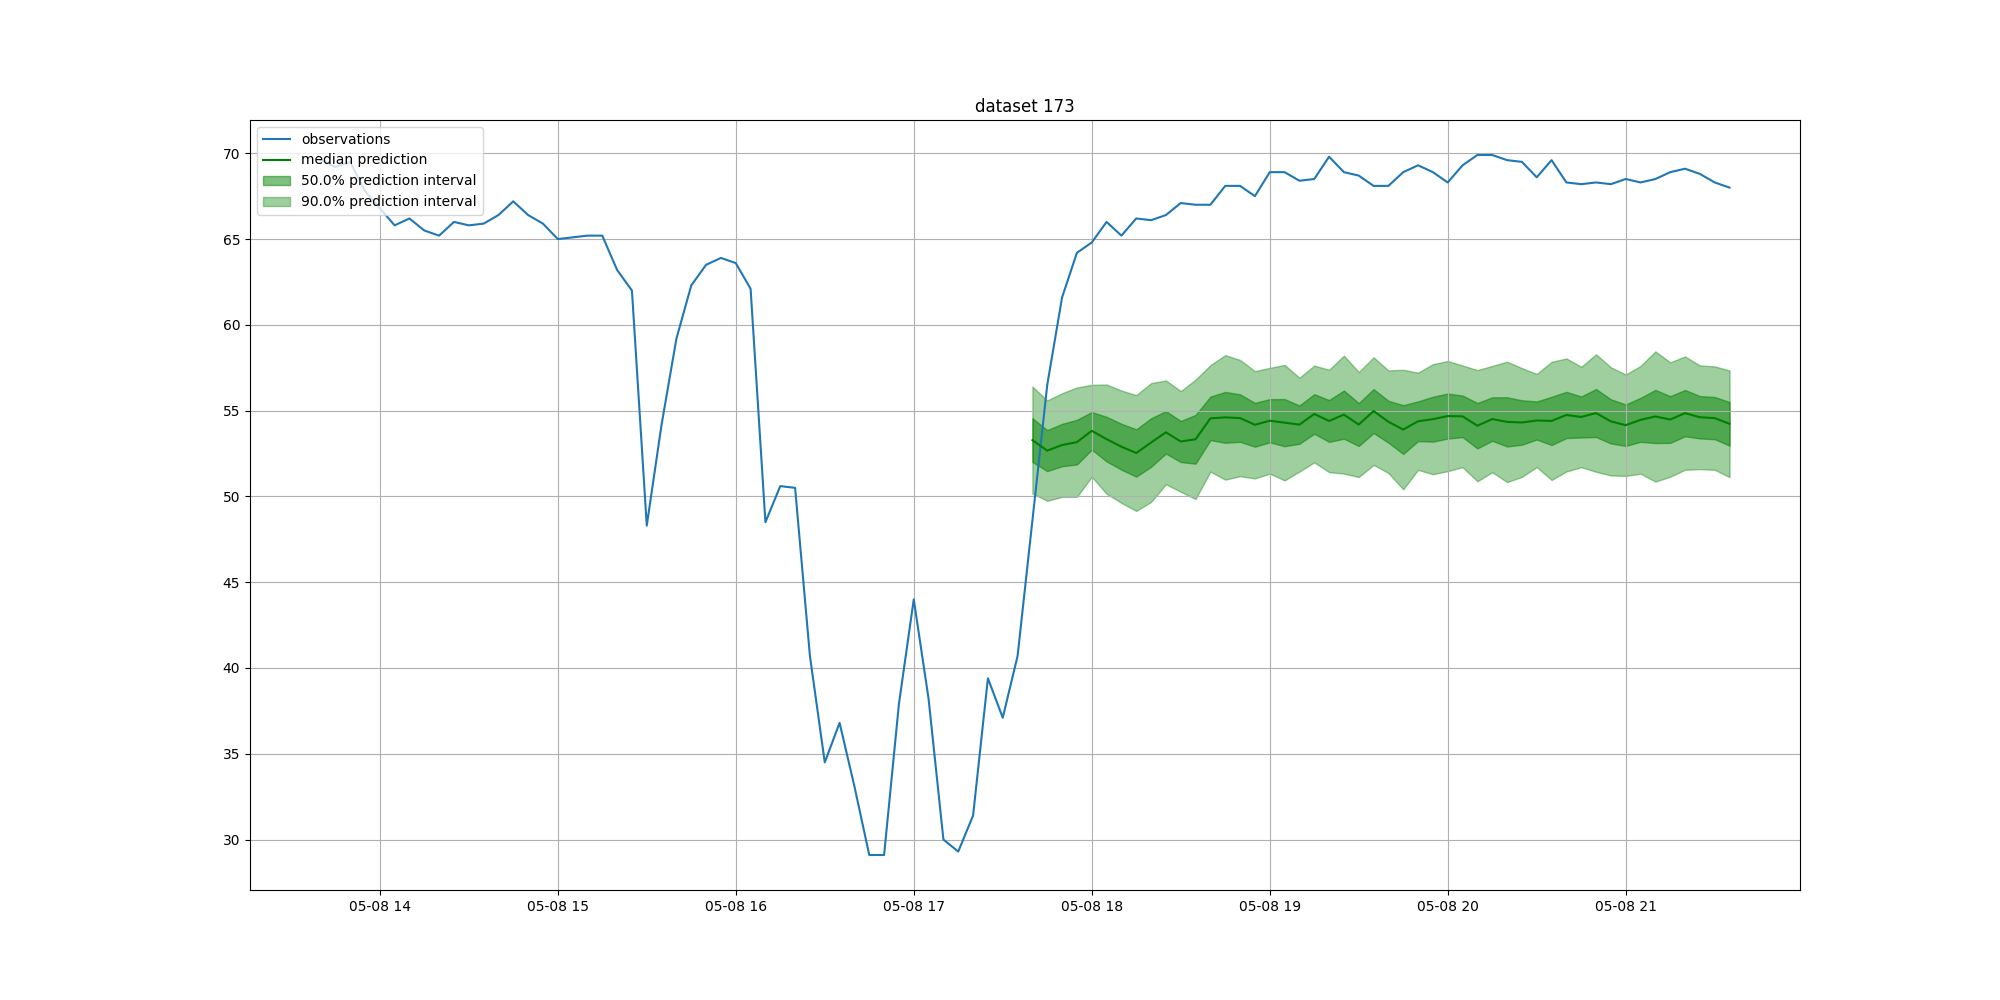 dataset 173
observations
median prediction
50.0% prediction interval
90.0% prediction interval
70
65
60
55
50
45
40
35
30
05-08 14 05-08 15 05-08 16 05-08 17 05-08 18 05-08 19 05-08 20 05-08 21